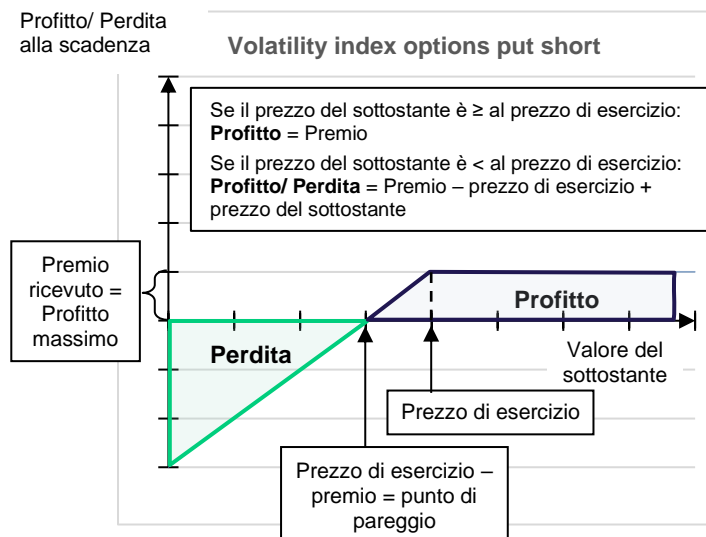 Profitto/ Perdita
alla scadenza
Volatility index options put short
Se il prezzo del sottostante è ≥ al prezzo di esercizio:
Profitto = Premio
Se il prezzo del sottostante è < al prezzo di esercizio:
Profitto/ Perdita = Premio – prezzo di esercizio +
prezzo del sottostante
Premio
ricevuto =
Profitto
massimo
Profitto
Perdita
Valore del
sottostante
Prezzo di esercizio
Prezzo di esercizio –
premio = punto di
pareggio